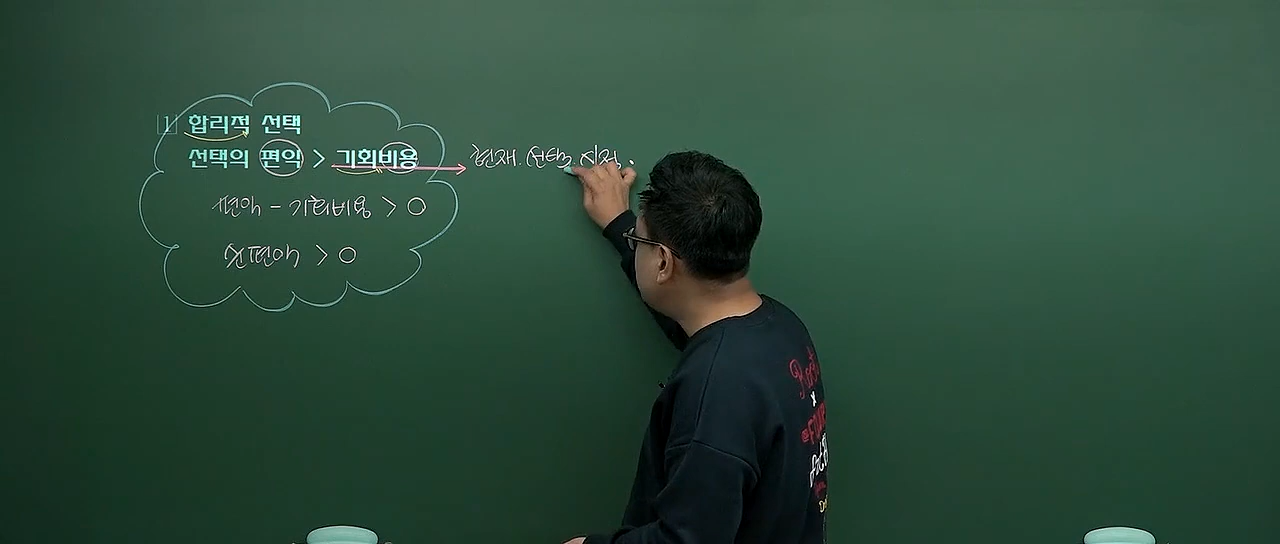 1 합리적 선택
선택의 편익 > 기회비용 → 현재. 선택. 시점.
편익 - 기회비용 > 0
순편익 > 0